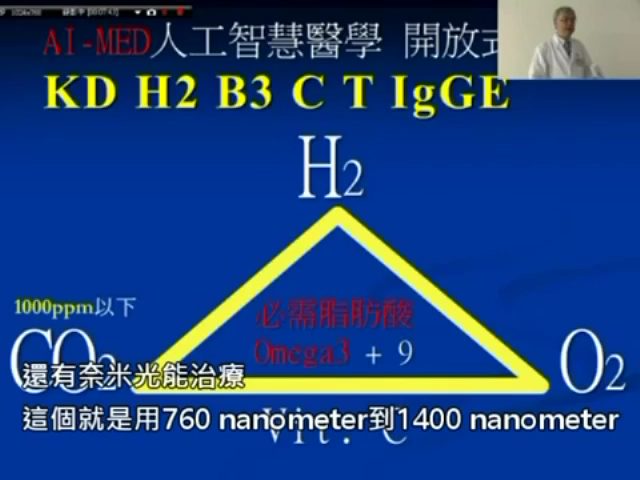 AI-MED人工智慧醫學 開放式
KD H2 B3 C T IgGE
H2
1000ppm以下
必需脂肪酸
Omega3 + 9
CO2
O2
還有奈米光能治療
這個就是用760 nanometer到1400 nanometer
Vit. C